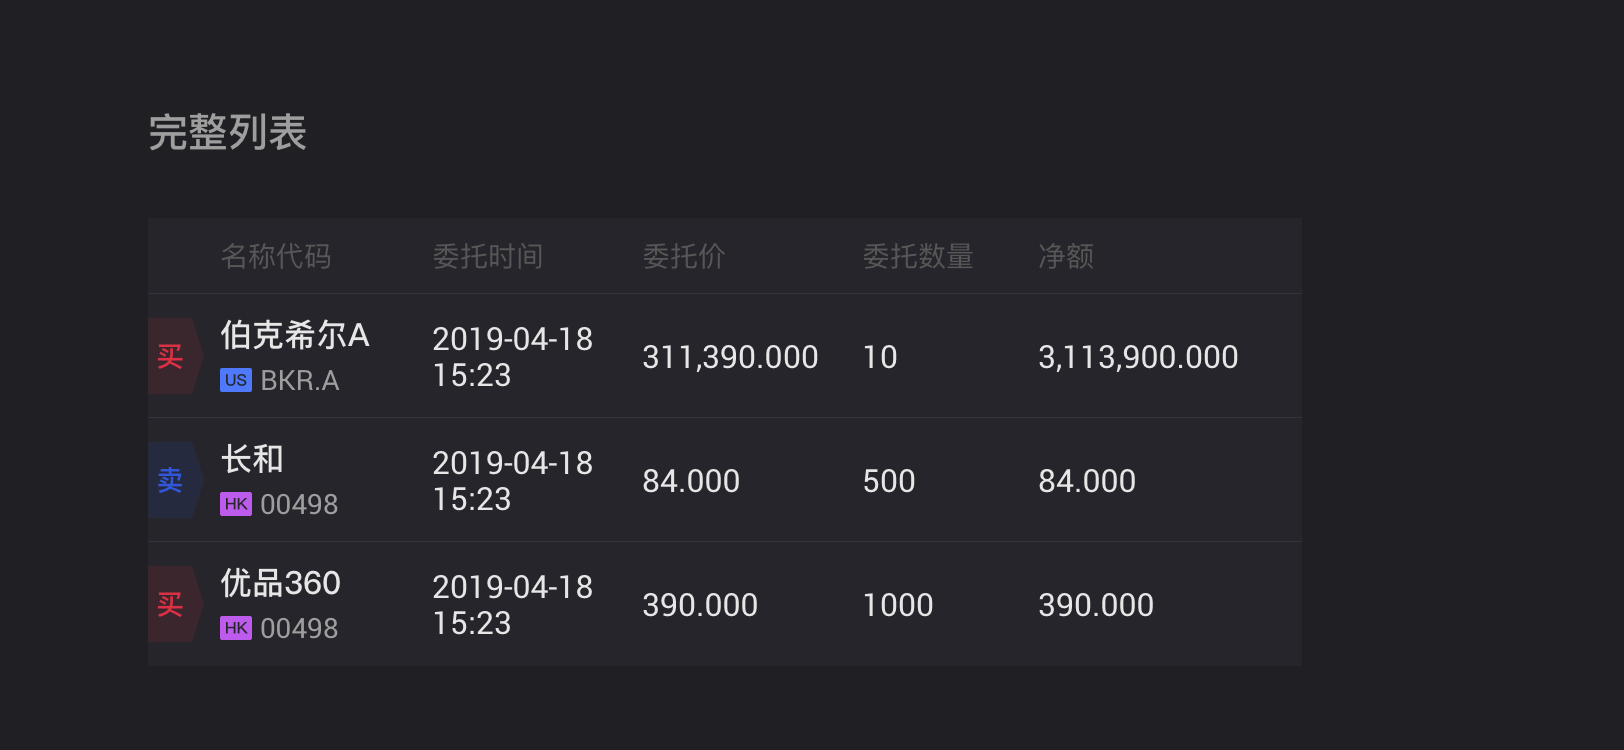 完整列表
名称代码 委托时间 委托价 委托数量 净额
买 伯克希尔A 2019-04-18 311,390.000 10 3,113,900.000
US BKR.A 15:23
卖 长和 2019-04-18 84.000 500 84.000
HK 00498 15:23
买 优品360 2019-04-18 390.000 1000 390.000
HK 00498 15:23